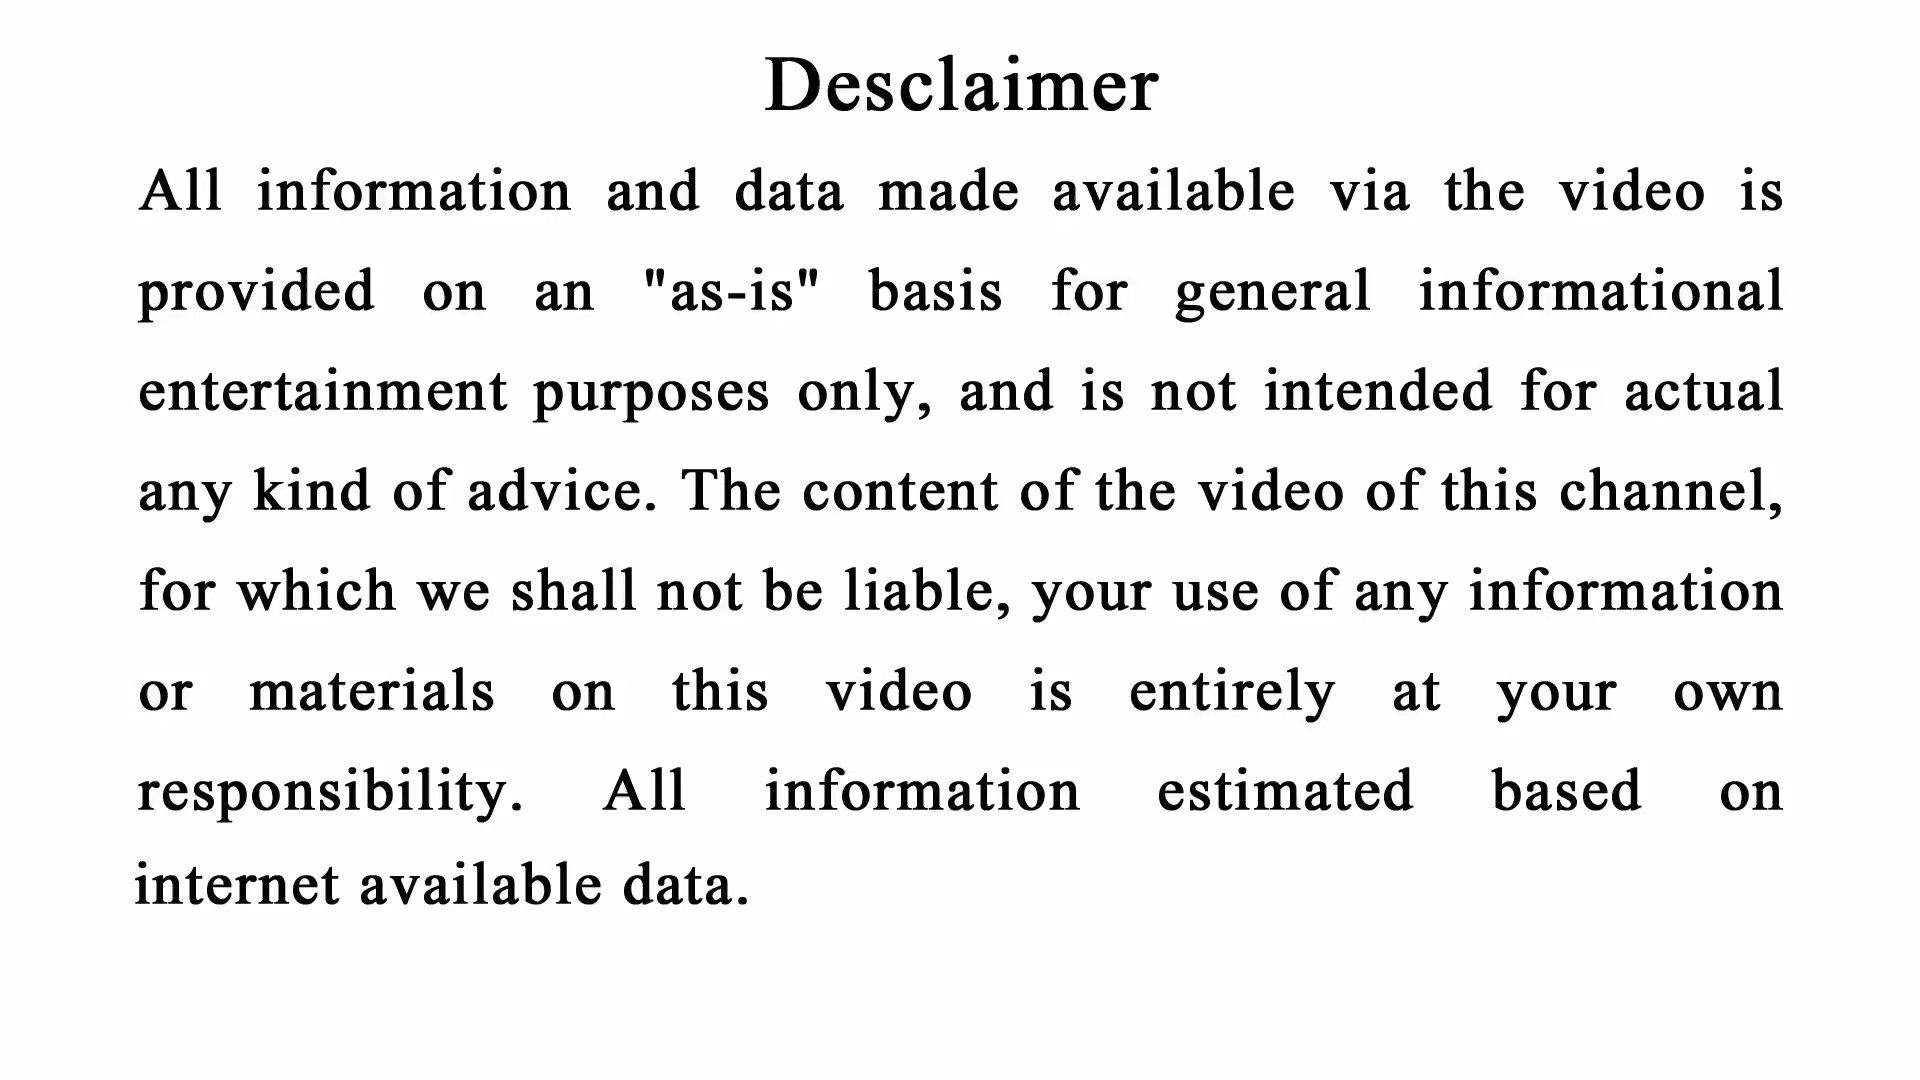 Desclaimer
All information and data made available via the video is
provided on an "as-is" basis for general informational
entertainment purposes only, and is not intended for actual
any kind of advice. The content of the video of this channel,
for which we shall not be liable, your use of any information
or materials on this video is entirely at your own
responsibility. All information estimated based on
internet available data.